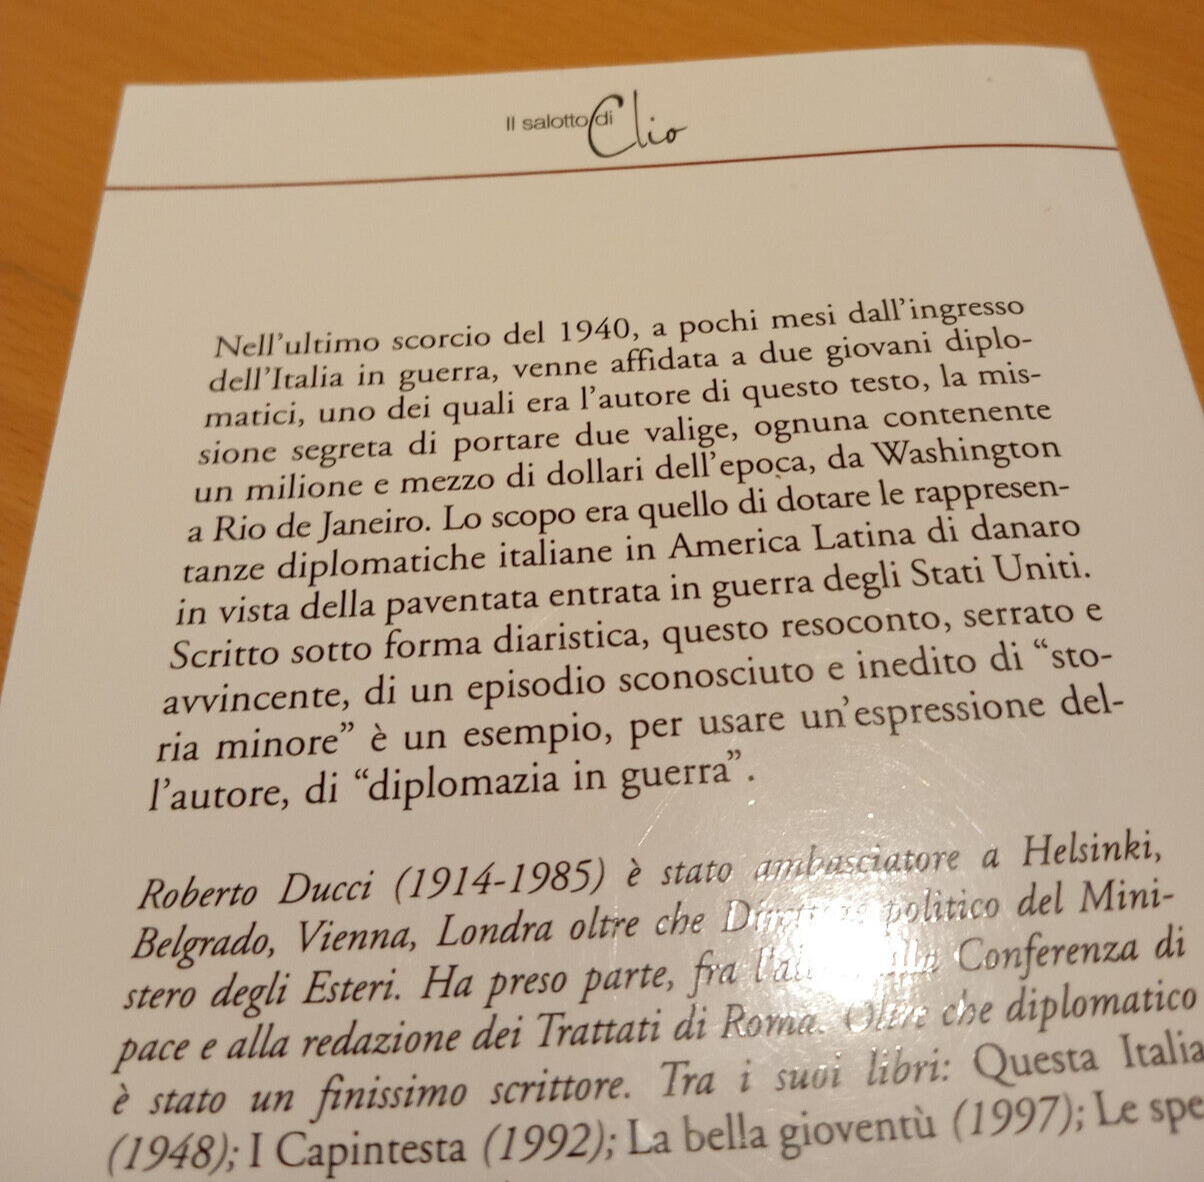 Il salotto di Clio
Nell'ultimo scorcio del 1940, a pochi mesi dall'ingresso
dell'Italia in guerra, venne affidata a due giovani diplo-
matici, uno dei quali era l'autore di questo testo, la mis-
sione segreta di portare due valige, ognuna contenente
un milione e mezzo di dollari dell'epoca, da Washington
a Rio de Janeiro. Lo scopo era quello di dotare le rappresen-
tanze diplomatiche italiane in America Latina di danaro
in vista della paventata entrata in guerra degli Stati Uniti.
Scritto sotto forma diaristica, questo resoconto, serrato e
avvincente, di un episodio sconosciuto e inedito di “sto-
ria minore” è un esempio, per usare un'espressione del-
l'autore, di “diplomazia in guerra”.
Roberto Ducci (1914-1985) è stato ambasciatore a Helsinki,
Belgrado, Vienna, Londra oltre che Direttore politico del Mini-
stero degli Esteri. Ha preso parte, fra Conferenza di
pace e alla redazione dei Trattati di Roma. Oltre che diplomatico
è stato un finissimo scrittore. Tra i suoi libri: Questa Italia
(1948); I Capintesta (1992); La bella gioventù (1997); Le spe